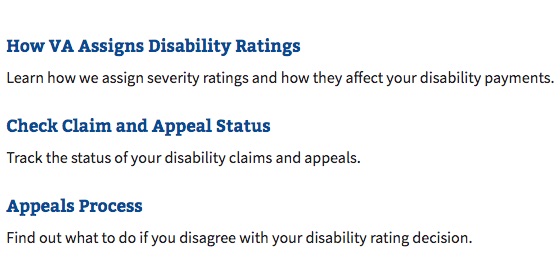 How VA Assigns Disability Ratings
Learn how we assign severity ratings and how they affect your disability payments.
Check Claim and Appeal Status
Track the status of your disability claims and appeals.
Appeals Process
Find out what to do if you disagree with your disability rating decision.